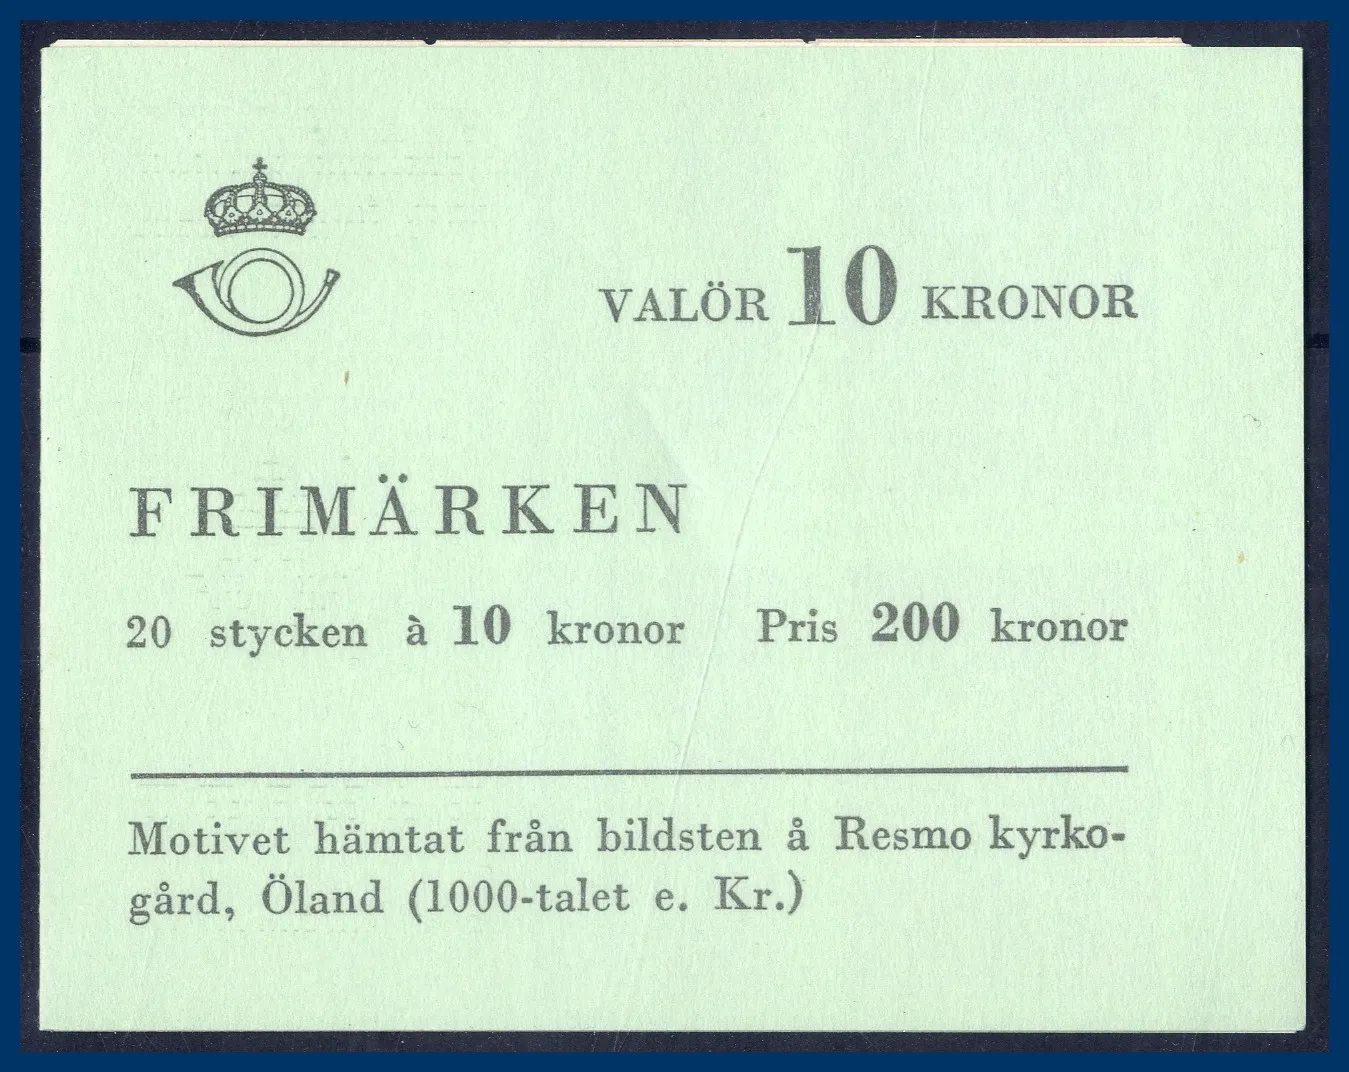 VALÖR 10 KRONOR
FRIMÄRKEN
20 stycken à 10 kronor Pris 200 kronor
Motivet hämtat från bildsten å Resmo kyrko-
gård, Öland (1000-talet e. Kr.)